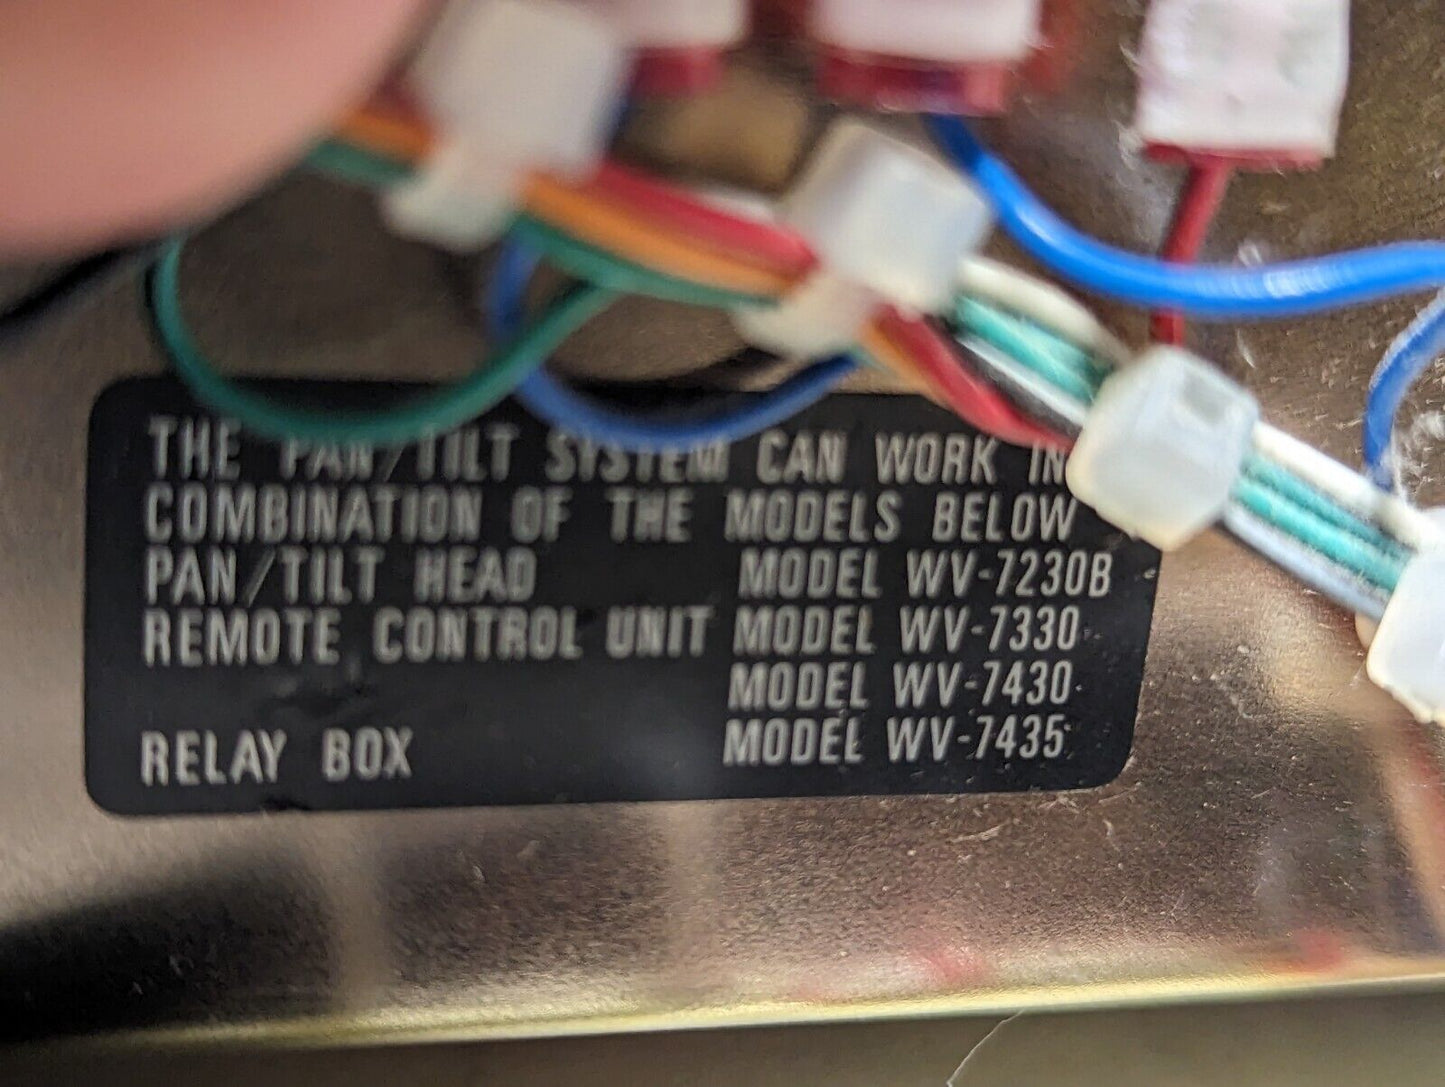 THE PAN/TILT SYSTEM CAN WORK IN
COMBINATION OF THE MODELS BELOW
PAN/TILT HEAD MODEL WV-7230B
REMOTE CONTROL UNIT MODEL WV-7330
MODEL WV-7430
RELAY BOX MODEL WV-7435